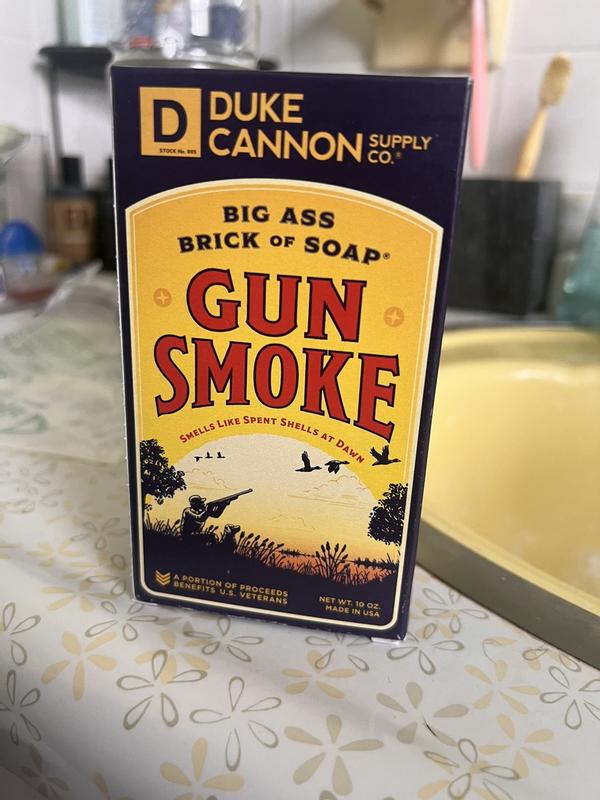 D
STOCK No. 895
DUKE
CANNON SUPPLY CO.®
BIG ASS
BRICK OF SOAP®
GUN
SMOKE
SMELLS LIKE SPENT SHELLS AT DAWN
A PORTION OF PROCEEDS
BENEFITS U.S. VETERANS
NET WT. 10 OZ.
MADE IN USA